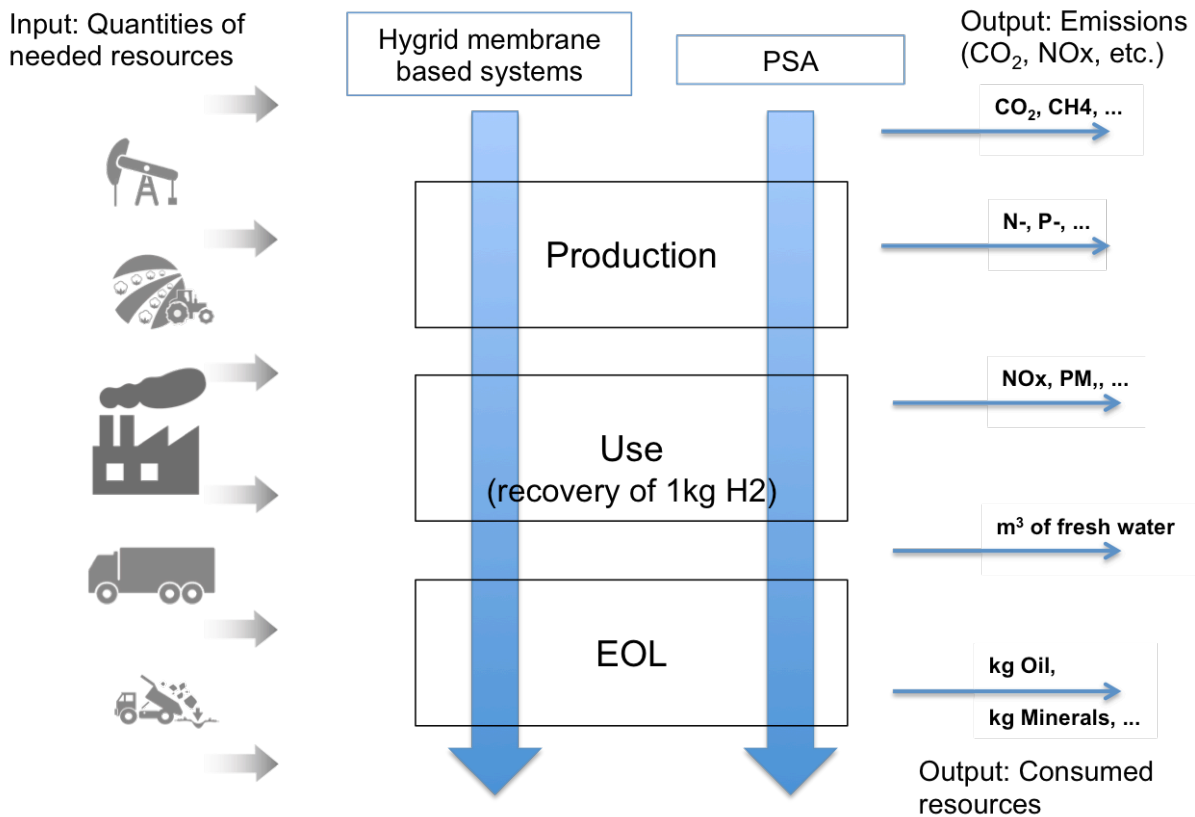 Input: Quantities of
needed resources
Hygrid membrane
based systems
PSA
Output: Emissions
(CO₂, NOx, etc.)
CO₂, CH4, ...
Production
N-, P-, ...
Use
(recovery of 1kg H2)
NOx, PM,, ...
m³ of fresh water
EOL
kg Oil,
kg Minerals, ...
Output: Consumed
resources